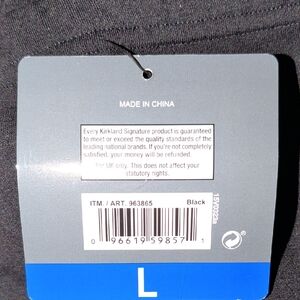 MADE IN CHINA
Every Kirkland Signature product is guaranteed
to meet or exceed the quality standards of the
leading national brands. If you're not completely
satisfied, your money will be refunded.
For UK only. This does not affect your
statutory rights.
ITM. / ART. 963865 Black
0 96619 59857 1
L